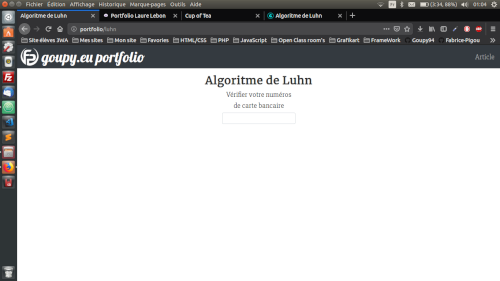 Fichier Édition Affichage Historique Marque-pages Outils Aide
(2:34, 88%) 01:04
Algoritme de Luhn
Portfolio Laure Lebon
Cup of Tea
Algoritme de Luhn
portfolio/luhn
Site élèves 3WA Mes sites Mon site Favories HTML/CSS PHP JavaScript Open Class room's Grafikart FrameWork Goupy94 Fabrice-Pigou
goupy.eu portfolio
Article
Algoritme de Luhn
Vérifier votre numéros
de carte bancaire